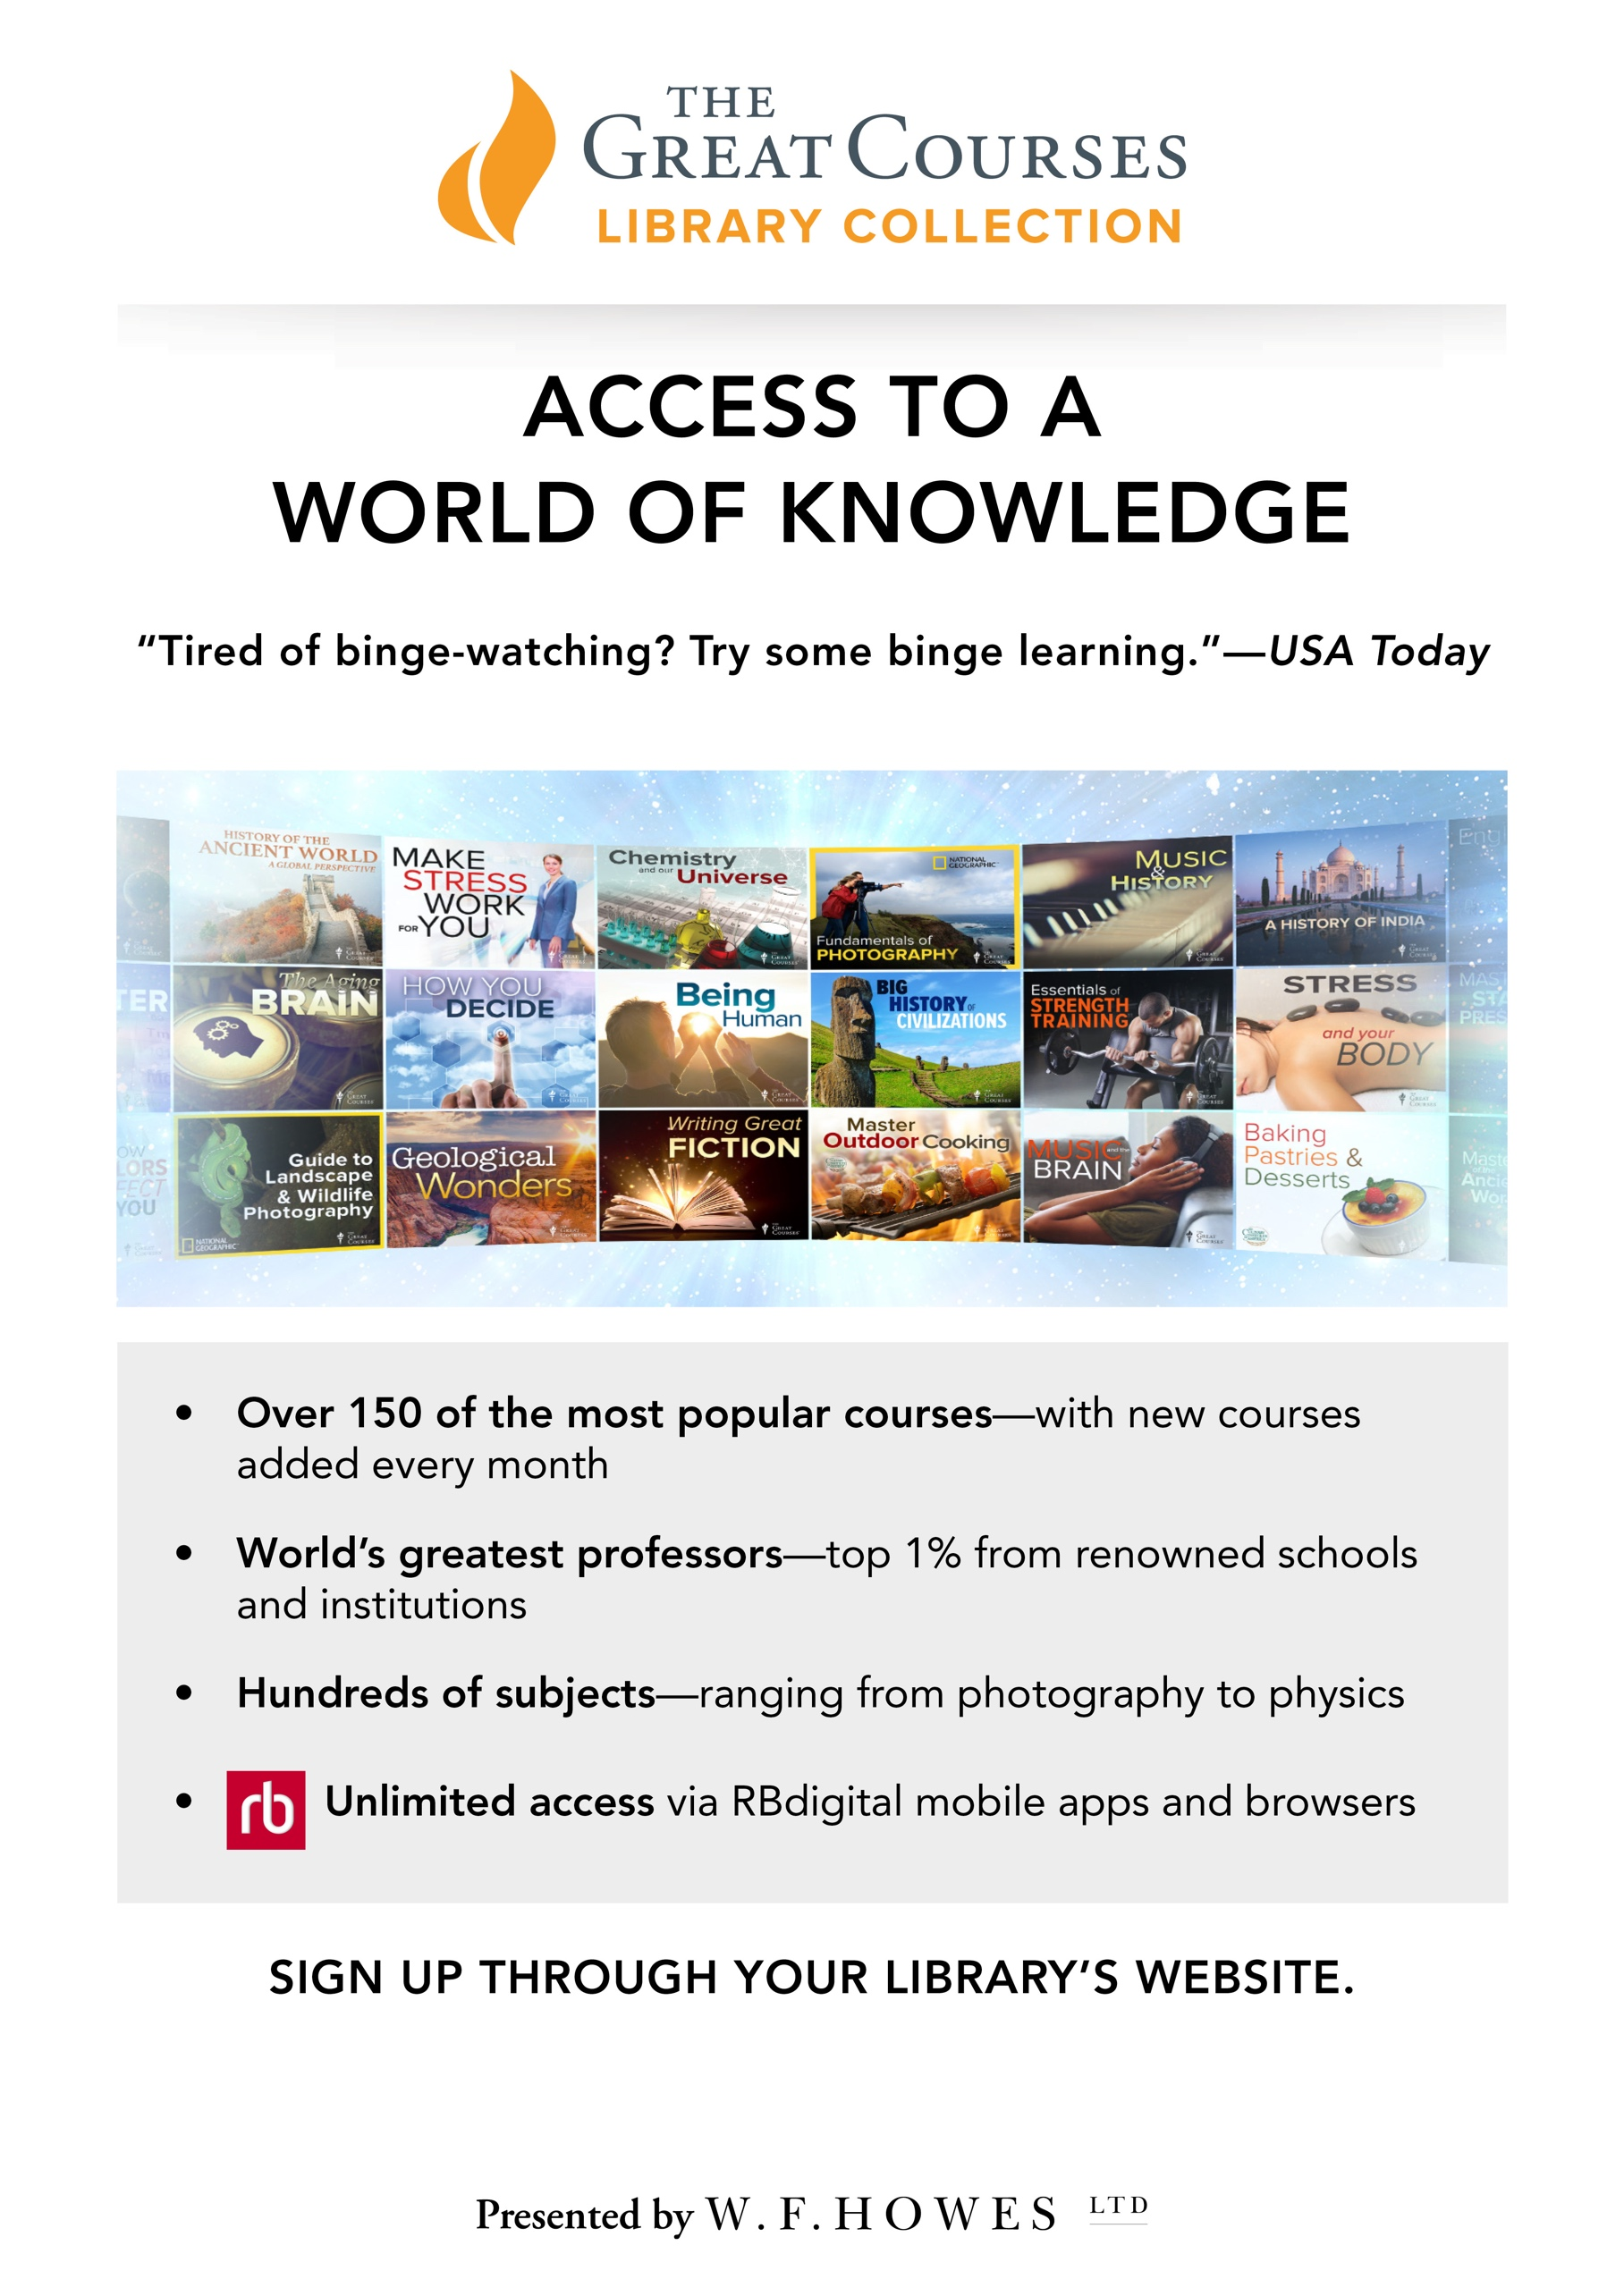 THE
GREAT COURSES
LIBRARY COLLECTION
ACCESS TO A
WORLD OF KNOWLEDGE
“Tired of binge-watching? Try some binge learning.”—USA Today
HISTORY OF THE
ANCIENT WORLD
A GLOBAL PERSPECTIVE
MAKE
STRESS
WORK
FOR YOU
Chemistry
and our Universe
NATIONAL
GEOGRAPHIC
Fundamentals of
PHOTOGRAPHY
MUSIC
&
HISTORY
A HISTORY OF INDIA
The Aging
BRAIN
HOW YOU
DECIDE
Being
Human
BIG
HISTORY OF
CIVILIZATIONS
Essentials of
STRENGTH
TRAINING
STRESS
and your
BODY
Guide to
Landscape
& Wildlife
Photography
NATIONAL
GEOGRAPHIC
Geological
Wonders
Writing Great
FICTION
Master
Outdoor Cooking
MUSIC and the
BRAIN
Baking
Pastries &
Desserts
• Over 150 of the most popular courses—with new courses
added every month
• World’s greatest professors—top 1% from renowned schools
and institutions
• Hundreds of subjects—ranging from photography to physics
• rb Unlimited access via RBdigital mobile apps and browsers
SIGN UP THROUGH YOUR LIBRARY’S WEBSITE.
Presented by W. F. HOWES LTD